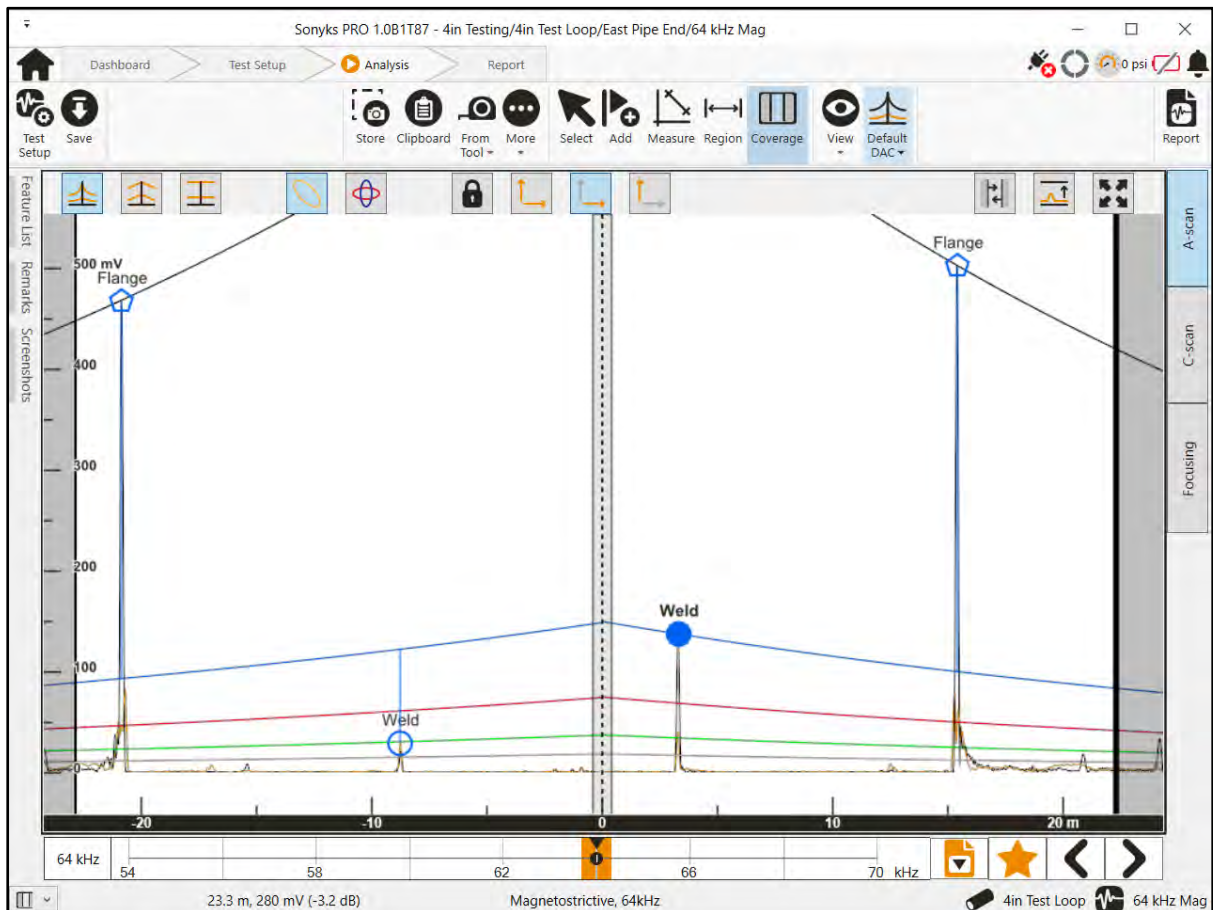 Sonyks PRO 1.0B1T87 - 4in Testing/4in Test Loop/East Pipe End/64 kHz Mag
Dashboard Test Setup Analysis Report
0 psi
Test Setup
Save
Store
Clipboard
From Tool
More
Select
Add
Measure
Region
Coverage
View
Default DAC
Report
Feature List
Remarks
Screenshots
A-scan
C-scan
Focusing
500 mV
400
300
200
100
0
Flange
Flange
Weld
Weld
-20 -10 0 10 20 m
64 kHz
54 58 62 66 70 kHz
23.3 m, 280 mV (-3.2 dB)
Magnetostrictive, 64kHz
4in Test Loop
64 kHz Mag